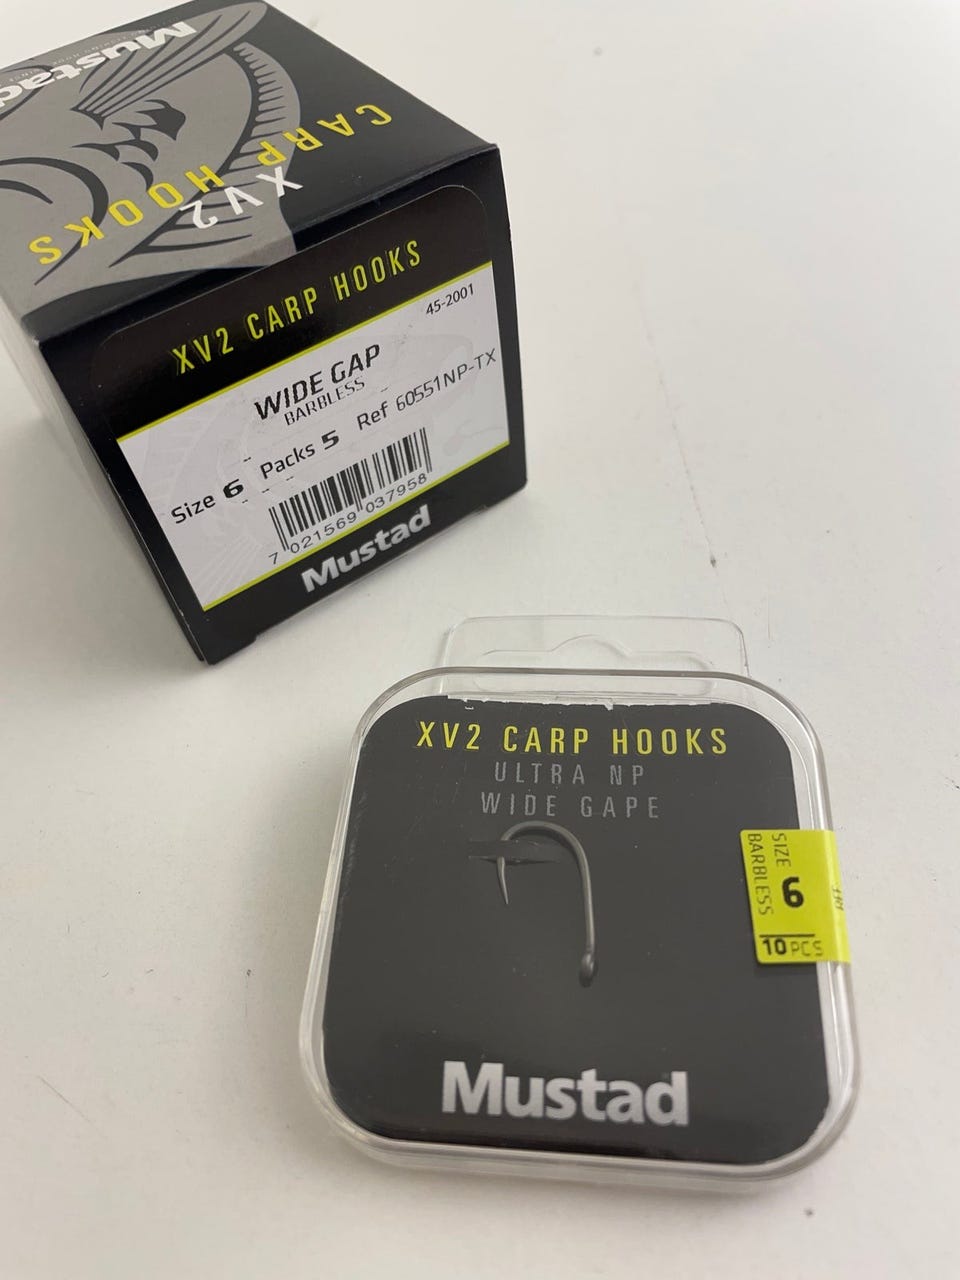 Mustad
CARP HOOKS
XV2
XV2 CARP HOOKS
45-2001
WIDE GAP
BARBLESS
Size 6 Packs 5 Ref 60551NP-TX
7 021569 037958
Mustad
XV2 CARP HOOKS
ULTRA NP
WIDE GAPE
SIZE
BARBLESS
6
10 PCS
Mustad